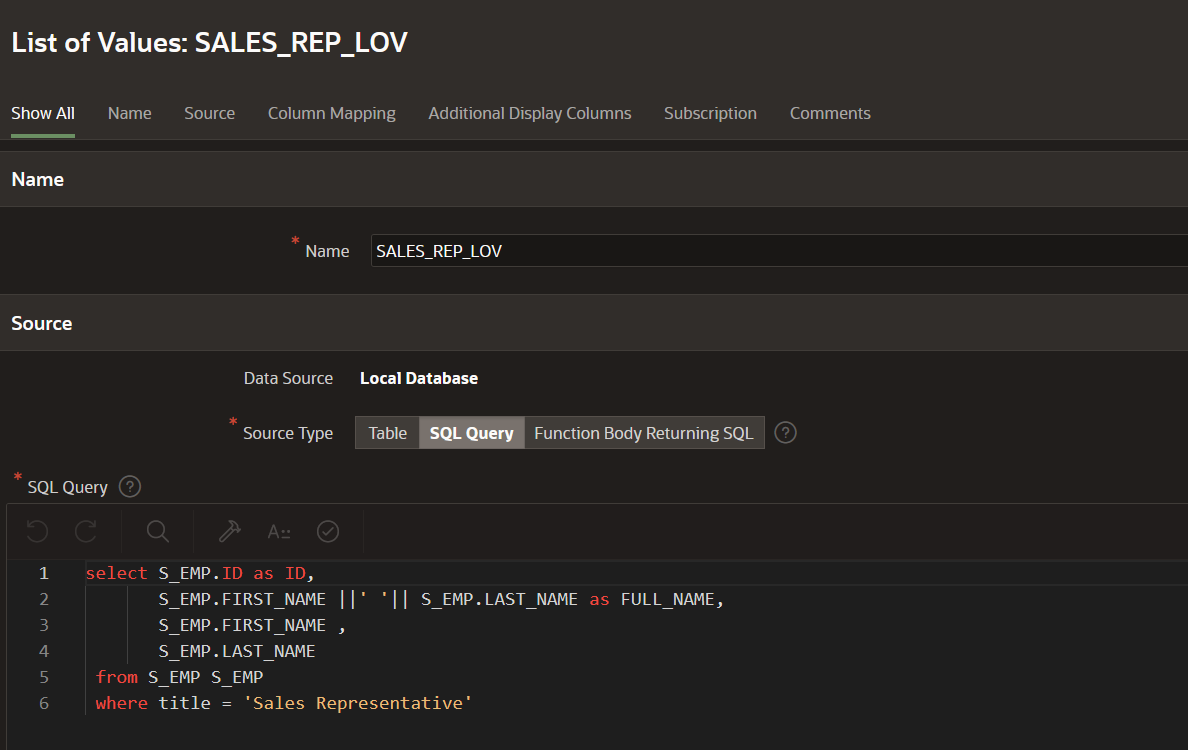 List of Values: SALES_REP_LOV
Show All Name Source Column Mapping Additional Display Columns Subscription Comments
Name
* Name SALES_REP_LOV
Source
Data Source Local Database
* Source Type Table SQL Query Function Body Returning SQL ?
* SQL Query ?
A::
1 select S_EMP.ID as ID,
2 S_EMP.FIRST_NAME ||' '|| S_EMP.LAST_NAME as FULL_NAME,
3 S_EMP.FIRST_NAME ,
4 S_EMP.LAST_NAME
5 from S_EMP S_EMP
6 where title = 'Sales Representative'